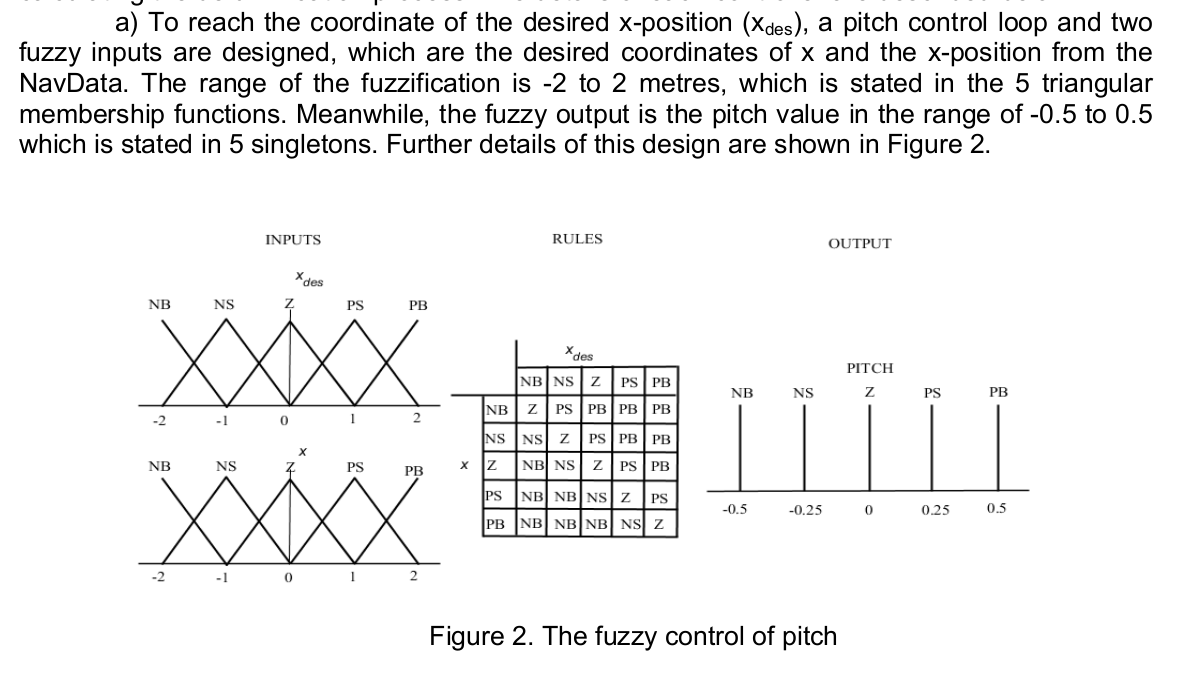 a) To reach the coordinate of the desired x-position (xdes), a pitch control loop and two
fuzzy inputs are designed, which are the desired coordinates of x and the x-position from the
NavData. The range of the fuzzification is -2 to 2 metres, which is stated in the 5 triangular
membership functions. Meanwhile, the fuzzy output is the pitch value in the range of -0.5 to 0.5
which is stated in 5 singletons. Further details of this design are shown in Figure 2.
INPUTS
xdes
NB NS Z PS PB
-2 -1 0 1 2
x
NB NS Z PS PB
-2 -1 0 1 2
RULES
xdes
NB NS Z PS PB
NB Z PS PB PB PB
NS NS Z PS PB PB
x Z NB NS Z PS PB
PS NB NB NS Z PS
PB NB NB NB NS Z
OUTPUT
PITCH
NB NS Z PS PB
-0.5 -0.25 0 0.25 0.5
Figure 2. The fuzzy control of pitch